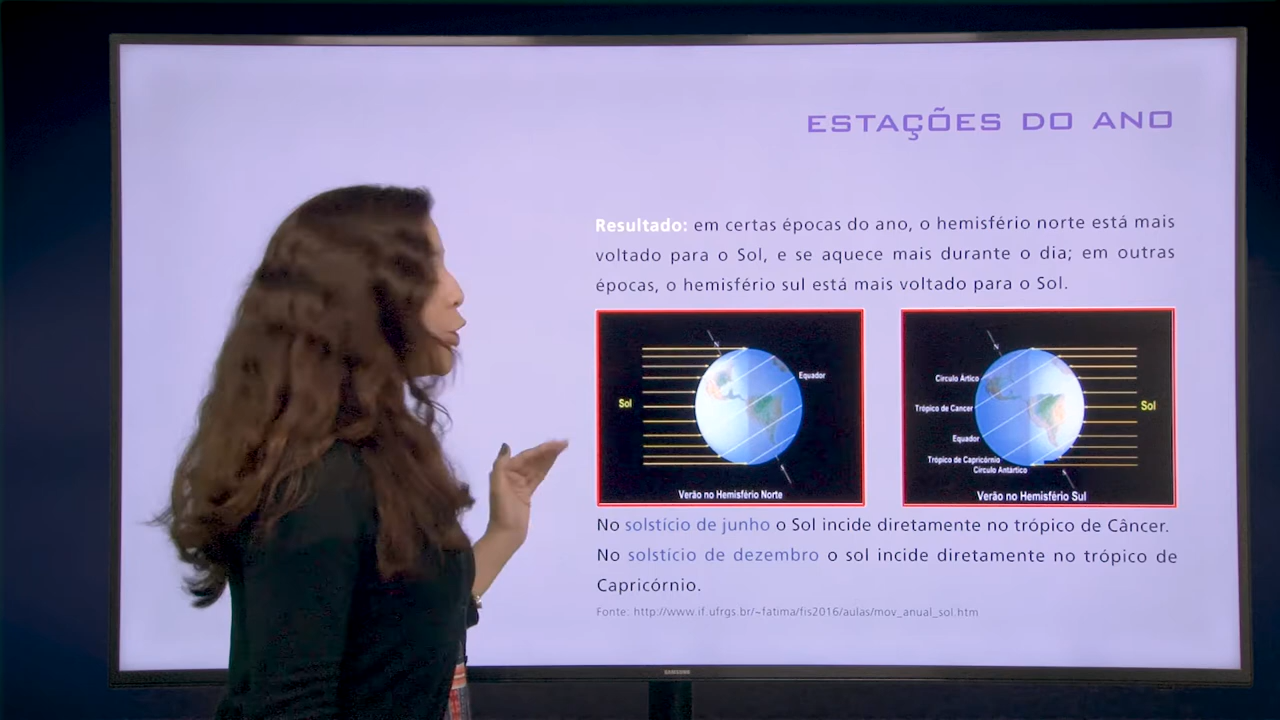 ESTAÇÕES DO ANO
Resultado: em certas épocas do ano, o hemisfério norte está mais
voltado para o Sol, e se aquece mais durante o dia; em outras
épocas, o hemisfério sul está mais voltado para o Sol.
Equador
Sol
Verão no Hemisfério Norte
Círculo Ártico
Trópico de Cancer
Sol
Equador
Trópico de Capricórnio
Círculo Antártico
Verão no Hemisfério Sul
No solstício de junho o Sol incide diretamente no trópico de Câncer.
No solstício de dezembro o sol incide diretamente no trópico de
Capricórnio.
Fonte: http://www.if.ufrgs.br/~fatima/fis2016/aulas/mov_anual_sol.htm
SAMSUNG